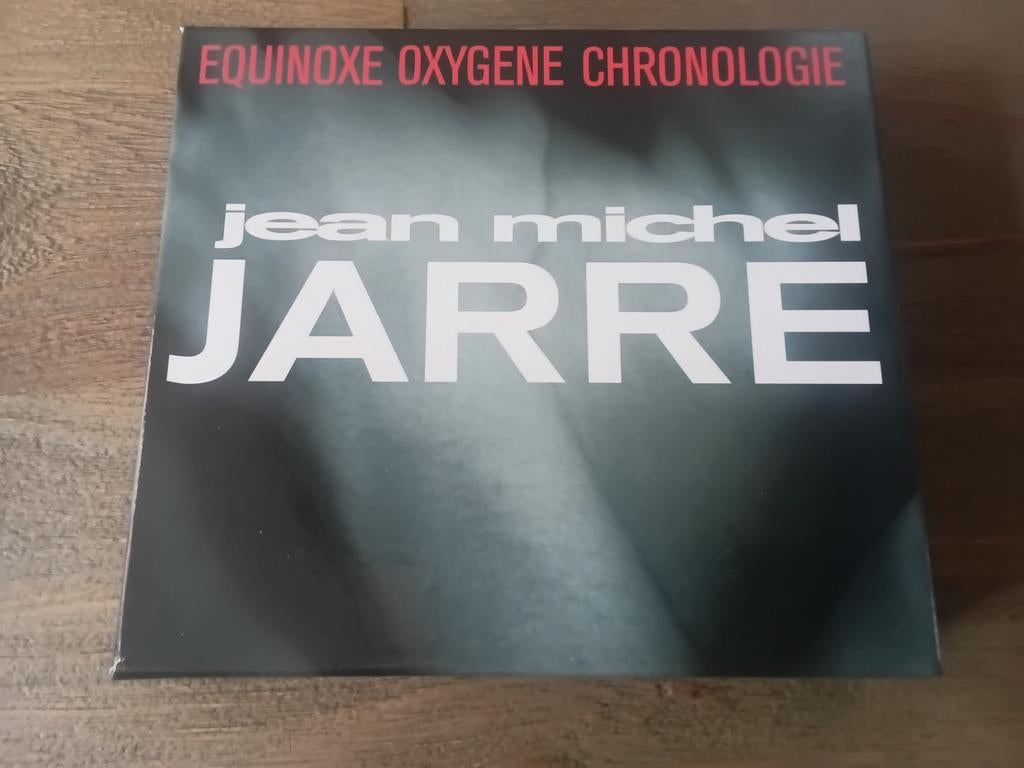 EQUINOXE OXYGENE CHRONOLOGIE
jean michel
JARRE